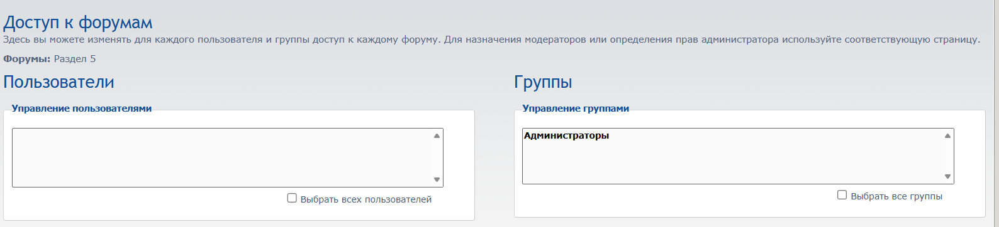 Доступ к форумам
Здесь вы можете изменять для каждого пользователя и группы доступ к каждому форуму. Для назначения модераторов или определения прав администратора используйте соответствующую страницу.
Форумы: Раздел 5
Пользователи
Управление пользователями
Выбрать всех пользователей
Группы
Управление группами
Администраторы
Выбрать все группы